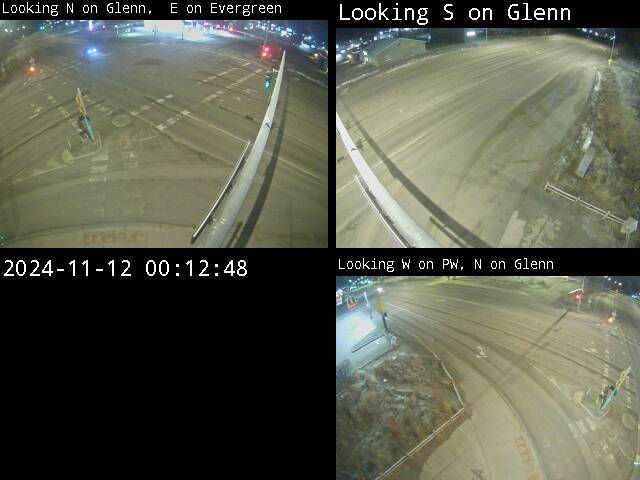 Looking N on Glenn,  E on Evergreen
Looking S on Glenn
2024-11-12 00:12:48
Looking W on PW, N on Glenn